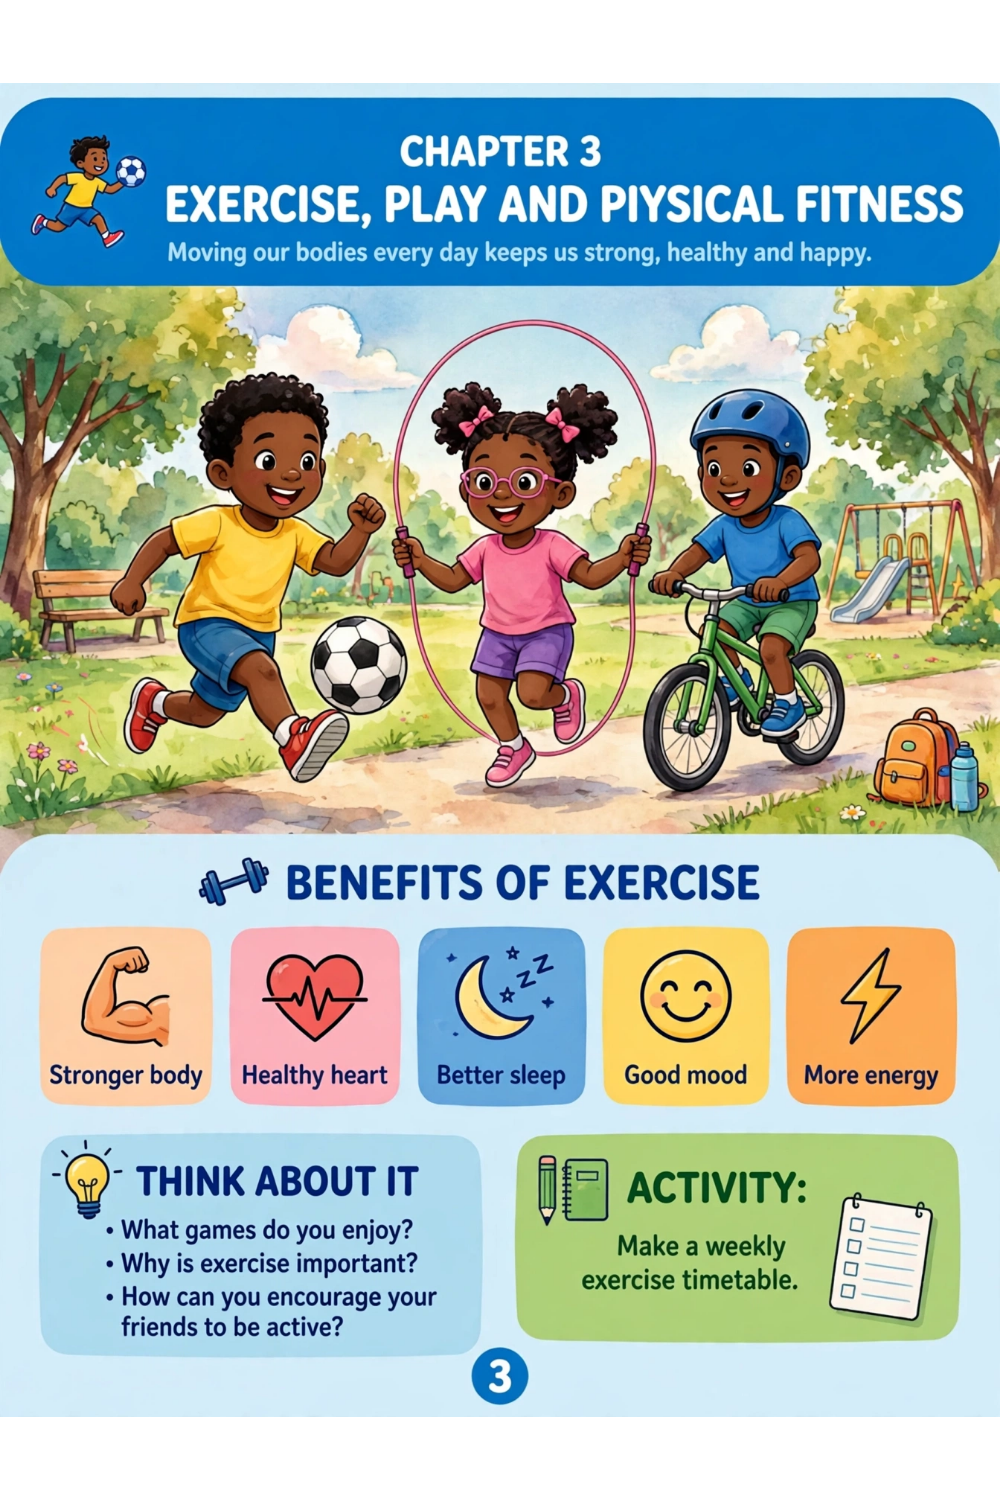 CHAPTER 3
EXERCISE, PLAY AND PIYSICAL FITNESS
Moving our bodies every day keeps us strong, healthy and happy.
BENEFITS OF EXERCISE
Stronger body
Healthy heart
Better sleep
Good mood
More energy
THINK ABOUT IT
• What games do you enjoy?
• Why is exercise important?
• How can you encourage your
friends to be active?
ACTIVITY:
Make a weekly
exercise timetable.
3